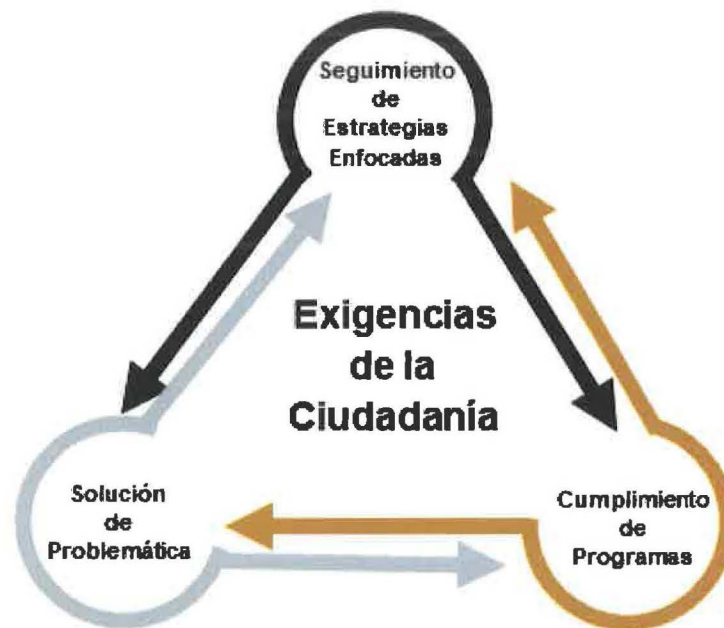 Seguimiento
de
Estrategias
Enfocadas
Exigencias
de la
Ciudadanía
Solución
de
Problemática
Cumplimiento
de
Programas